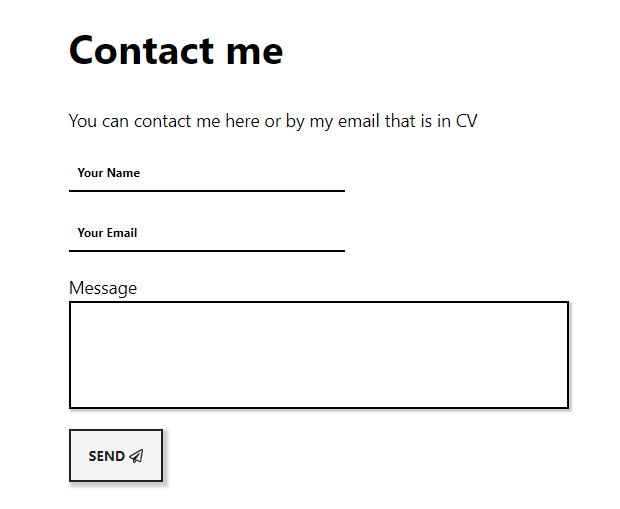 Contact me
You can contact me here or by my email that is in CV
Your Name
Your Email
Message
SEND